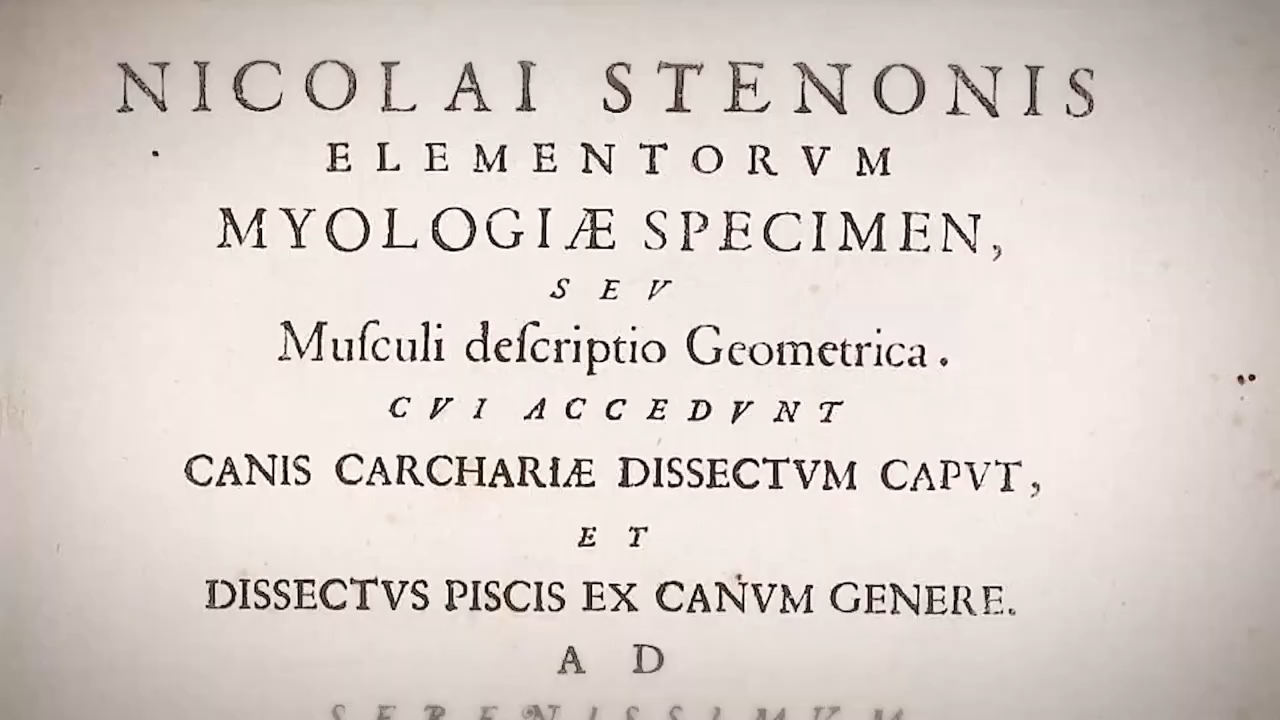 NICOLAI STENONIS
ELEMENTORVM
MYOLOGIÆ SPECIMEN,
SEV
Muſculi deſcriptio Geometrica.
CVI ACCEDVNT
CANIS CARCHARIÆ DISSECTVM CAPVT,
ET
DISSECTVS PISCIS EX CANVM GENERE.
AD
SERENISSIMVM